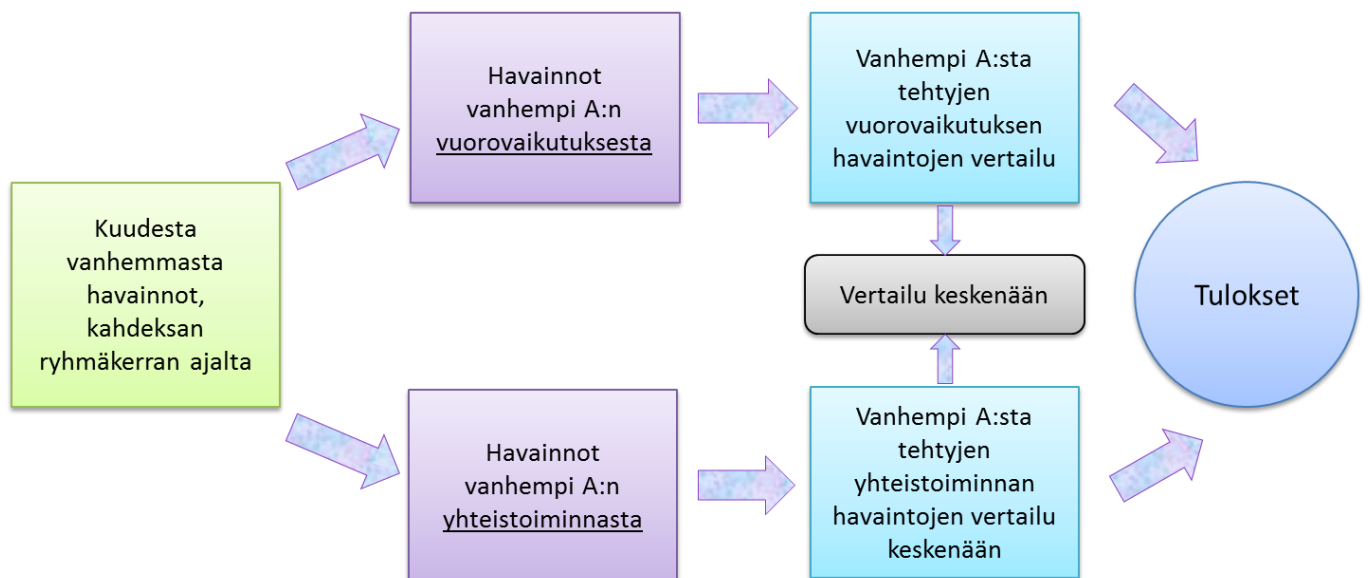 Kuudesta
vanhemmasta
havainnot,
kahdeksan
ryhmäkerran ajalta
Havainnot
vanhempi A:n
vuorovaikutuksesta
Vanhempi A:sta
tehtyjen
vuorovaikutuksen
havaintojen vertailu
Vertailu keskenään
Havainnot
vanhempi A:n
yhteistoiminnasta
Vanhempi A:sta
tehtyjen
yhteistoiminnan
havaintojen vertailu
keskenään
Tulokset